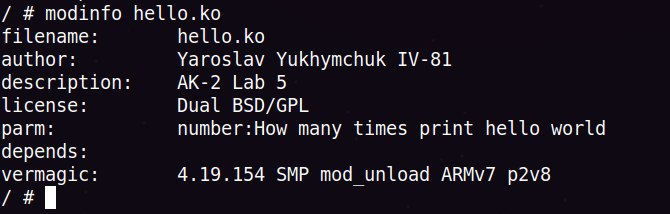 / # modinfo hello.ko
filename:       hello.ko
author:         Yaroslav Yukhymchuk IV-81
description:    AK-2 Lab 5
license:        Dual BSD/GPL
parm:           number:How many times print hello world
depends:
vermagic:       4.19.154 SMP mod_unload ARMv7 p2v8
/ #